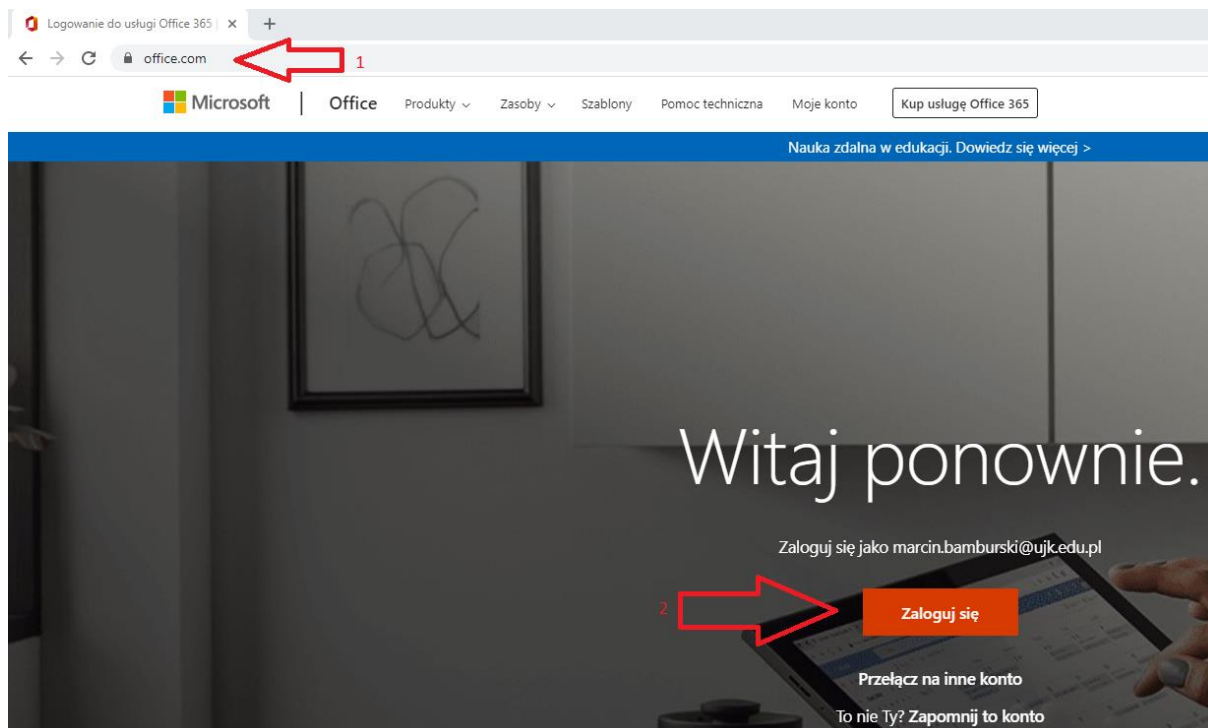 Logowanie do usługi Office 365 |
office.com
1
Microsoft | Office Produkty Zasoby Szablony Pomoc techniczna Moje konto Kup usługę Office 365
Nauka zdalna w edukacji. Dowiedz się więcej >
Witaj ponownie.
Zaloguj się jako marcin.bamburski@ujk.edu.pl
2
Zaloguj się
Przełącz na inne konto
To nie Ty? Zapomnij to konto